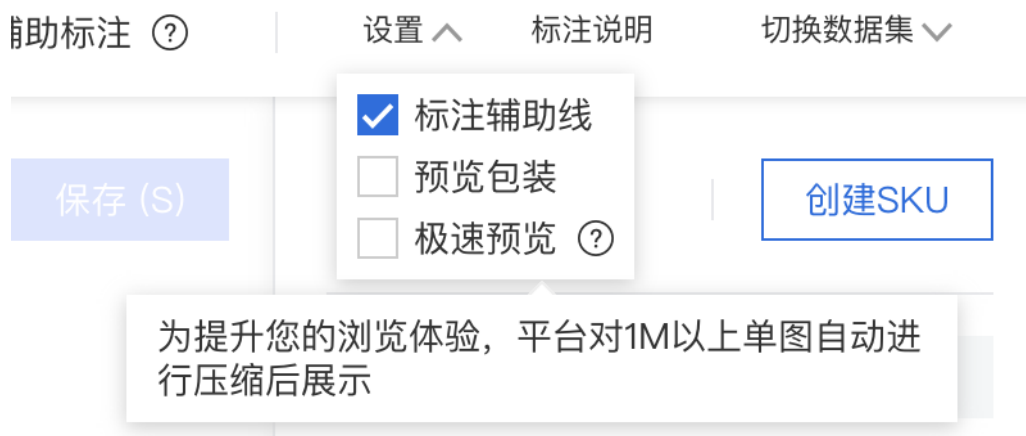 辅助标注 ?
设置
标注说明
切换数据集
标注辅助线
保存 (S)
预览包装
创建SKU
极速预览 ?
为提升您的浏览体验，平台对1M以上单图自动进
行压缩后展示